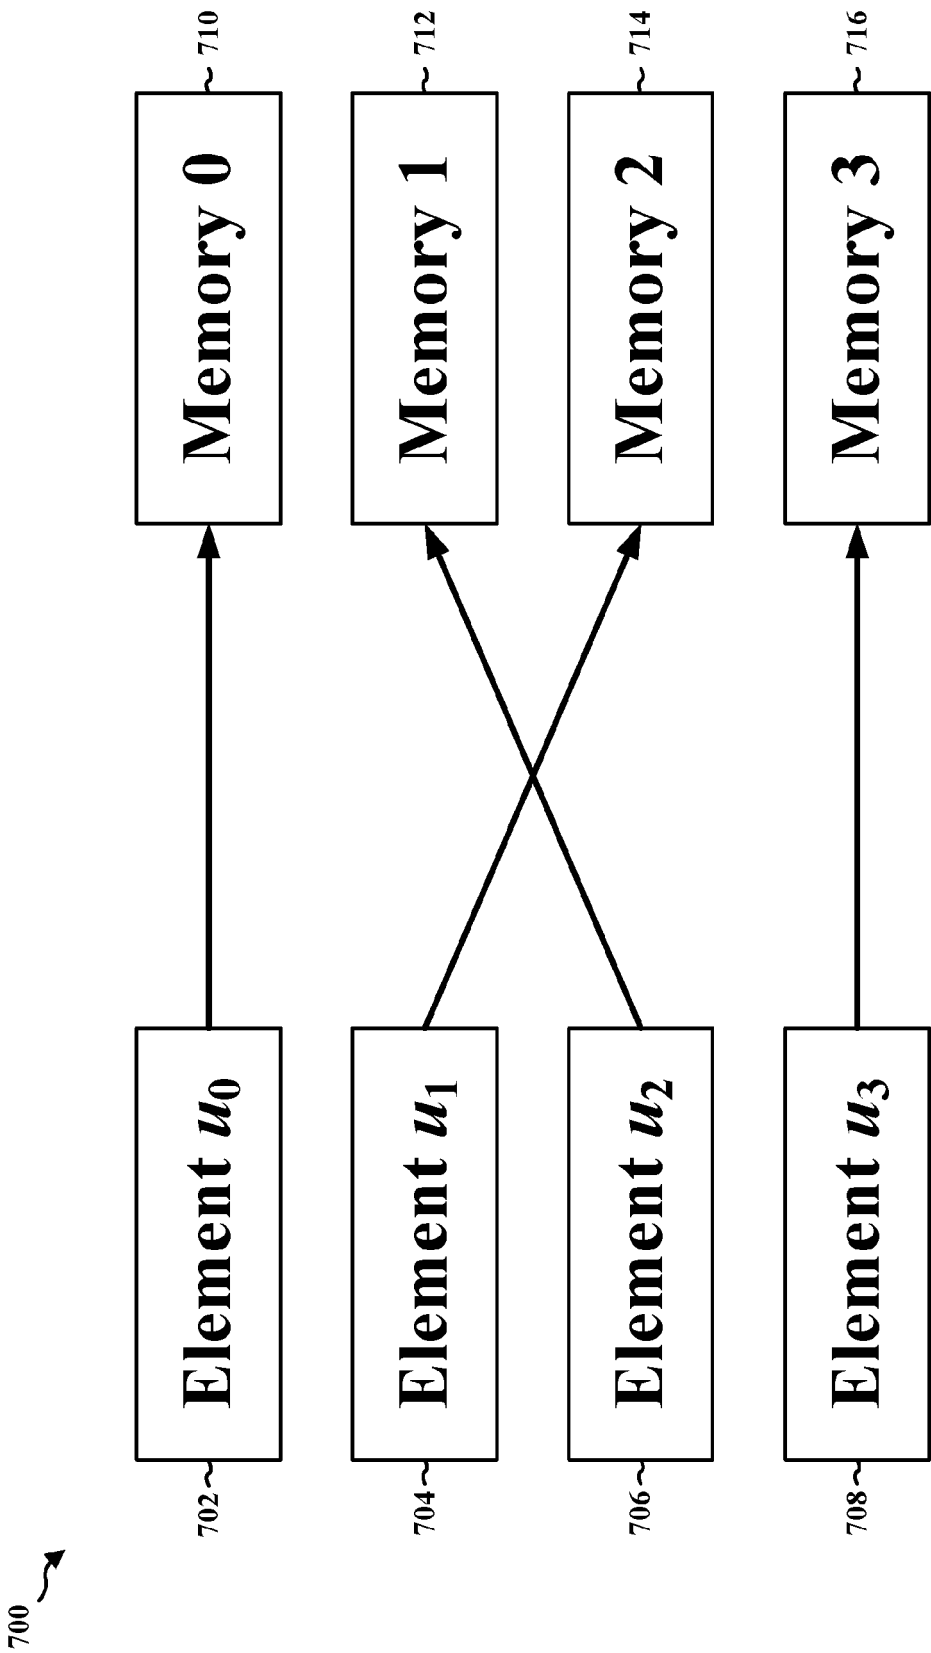 700
702 Element u0 Memory 0 710
704 Element u1 Memory 1 712
706 Element u2 Memory 2 714
708 Element u3 Memory 3 716